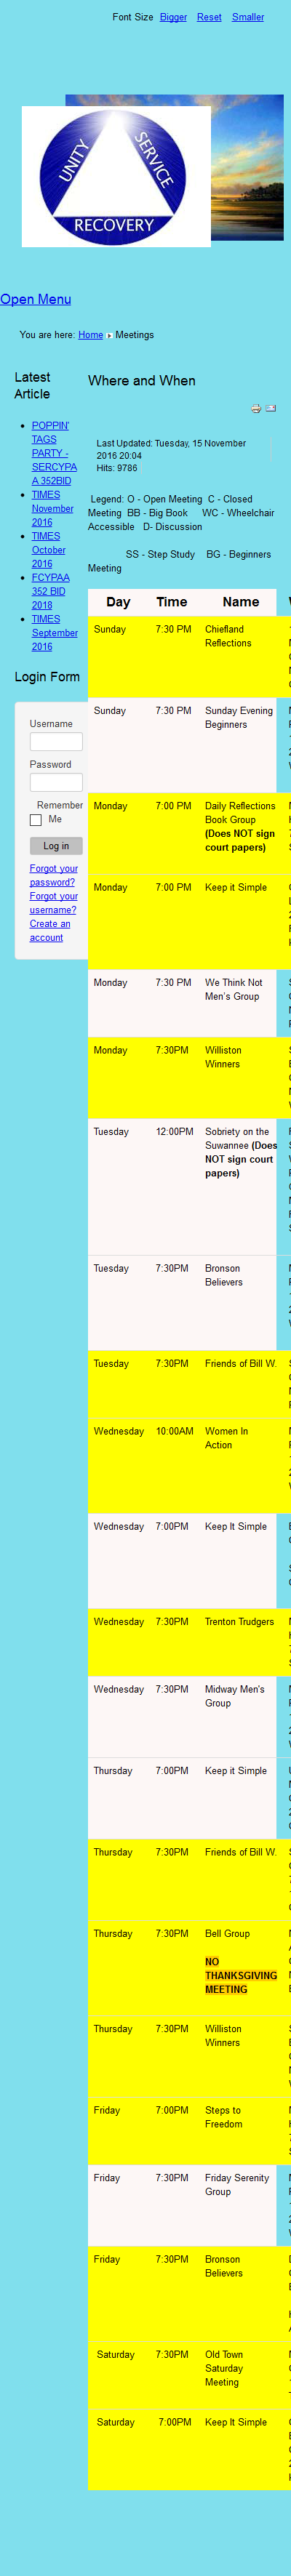 Font Size Bigger Reset Smaller
UNITY
SERVICE
RECOVERY
Open Menu
You are here: Home Meetings
Latest
Article
POPPIN'
TAGS
PARTY -
SERCYPA
A 352BID
TIMES
November
2016
TIMES
October
2016
FCYPAA
352 BID
2018
TIMES
September
2016
Login Form
Username
Password
Remember
Me
Log in
Forgot your
password?
Forgot your
username?
Create an
account
Where and When
Last Updated: Tuesday, 15 November
2016 20:04
Hits: 9786
Legend: O - Open Meeting C - Closed
Meeting BB - Big Book WC - Wheelchair
Accessible D- Discussion
SS - Step Study BG - Beginners
Meeting
Day Time Name
Sunday 7:30 PM Chiefland
Reflections
Sunday 7:30 PM Sunday Evening
Beginners
Monday 7:00 PM Daily Reflections
Book Group
(Does NOT sign
court papers)
Monday 7:00 PM Keep it Simple
Monday 7:30 PM We Think Not
Men's Group
Monday 7:30PM Williston
Winners
Tuesday 12:00PM Sobriety on the
Suwannee (Does
NOT sign court
papers)
Tuesday 7:30PM Bronson
Believers
Tuesday 7:30PM Friends of Bill W.
Wednesday 10:00AM Women In
Action
Wednesday 7:00PM Keep It Simple
Wednesday 7:30PM Trenton Trudgers
Wednesday 7:30PM Midway Men's
Group
Thursday 7:00PM Keep it Simple
Thursday 7:30PM Friends of Bill W.
Thursday 7:30PM Bell Group
NO
THANKSGIVING
MEETING
Thursday 7:30PM Williston
Winners
Friday 7:00PM Steps to
Freedom
Friday 7:30PM Friday Serenity
Group
Friday 7:30PM Bronson
Believers
Saturday 7:30PM Old Town
Saturday
Meeting
Saturday 7:00PM Keep It Simple